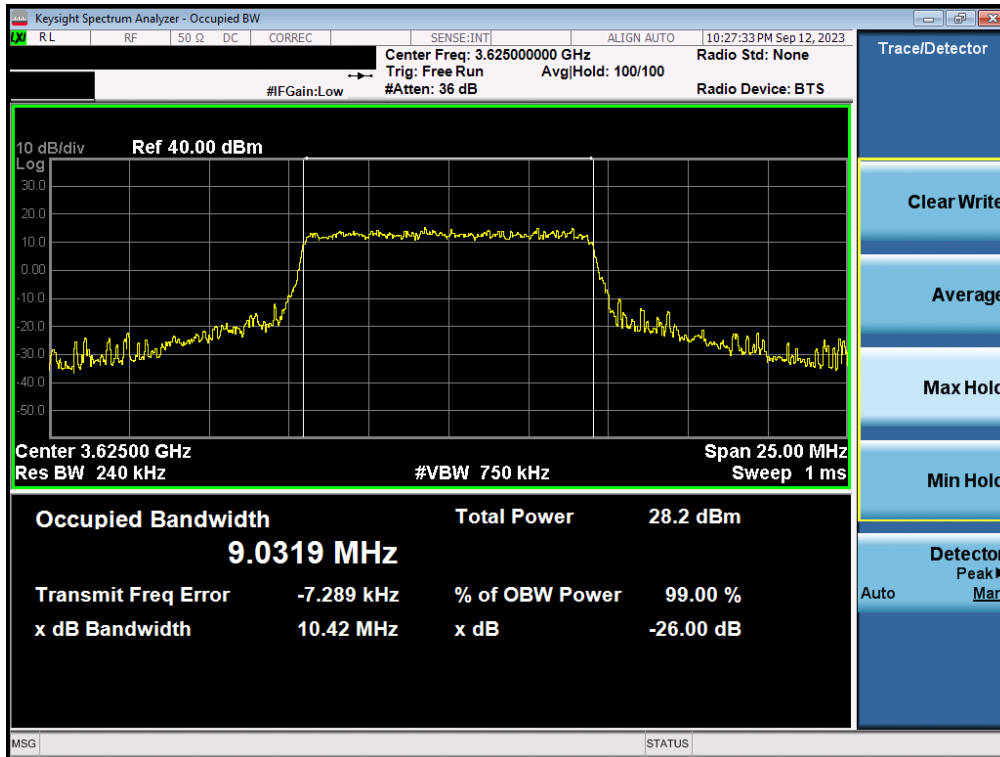 Keysight Spectrum Analyzer - Occupied BW
LXI RL RF 50 Ω DC CORREC SENSE:INT ALIGN AUTO 10:27:33 PM Sep 12, 2023
Center Freq: 3.625000000 GHz Radio Std: None
Trig: Free Run Avg|Hold: 100/100
#IFGain:Low #Atten: 36 dB Radio Device: BTS
Trace/Detector
10 dB/div Ref 40.00 dBm
Log
30.0
20.0
10.0
0.00
-10.0
-20.0
-30.0
-40.0
-50.0
Center 3.62500 GHz Span 25.00 MHz
Res BW 240 kHz #VBW 750 kHz Sweep 1 ms
Clear Write
Average
Max Hold
Min Hold
Detector
Peak
Auto Man
Occupied Bandwidth Total Power 28.2 dBm
9.0319 MHz
Transmit Freq Error -7.289 kHz % of OBW Power 99.00 %
x dB Bandwidth 10.42 MHz x dB -26.00 dB
MSG STATUS